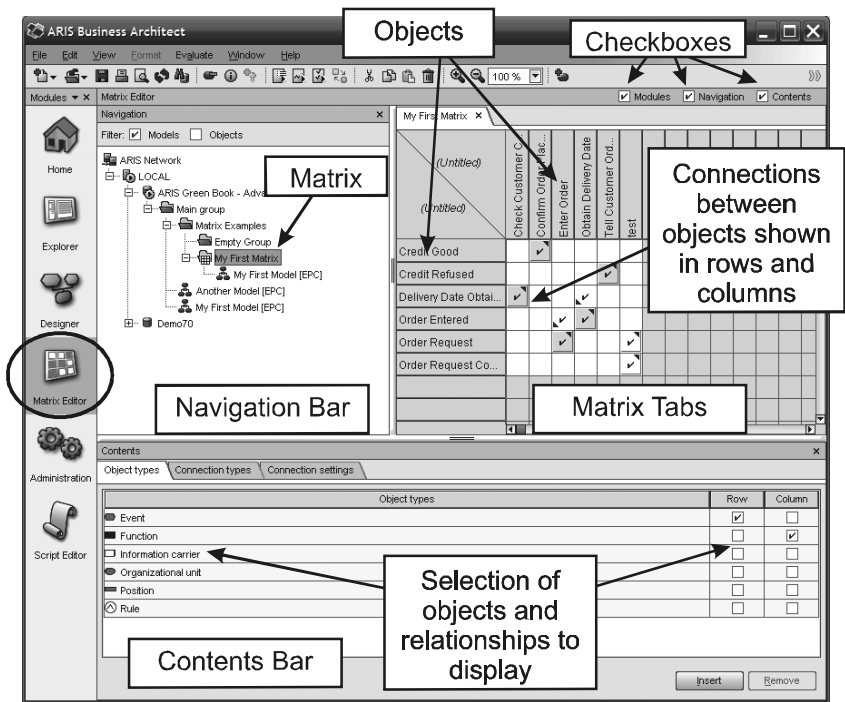 ARIS Business Architect
Objects
Checkboxes
File Edit View Format Evaluate Window Help
100 %
Modules Matrix Editor Modules Navigation Contents
Navigation
My First Matrix
Filter: Models Objects
Home
Explorer
Designer
Matrix Editor
Administration
Script Editor
ARIS Network
LOCAL
ARIS Green Book - Adva
Main group
Matrix Examples
Empty Group
My First Matrix
My First Model [EPC]
Another Model [EPC]
My First Model [EPC]
Demo70
Matrix
Navigation Bar
(Untitled)
(Untitled)
Check Customer C...
Confirm Order Plac...
Enter Order
Obtain Delivery Date
Tell Customer Ord...
test
Credit Good
Credit Refused
Delivery Date Obtai...
Order Entered
Order Request
Order Request Co...
Connections
between
objects shown
in rows and
columns
Matrix Tabs
Contents
Object types Connection types Connection settings
Object types Row Column
Event
Function
Information carrier
Organizational unit
Position
Rule
Selection of
objects and
relationships to
display
Contents Bar
Insert Remove